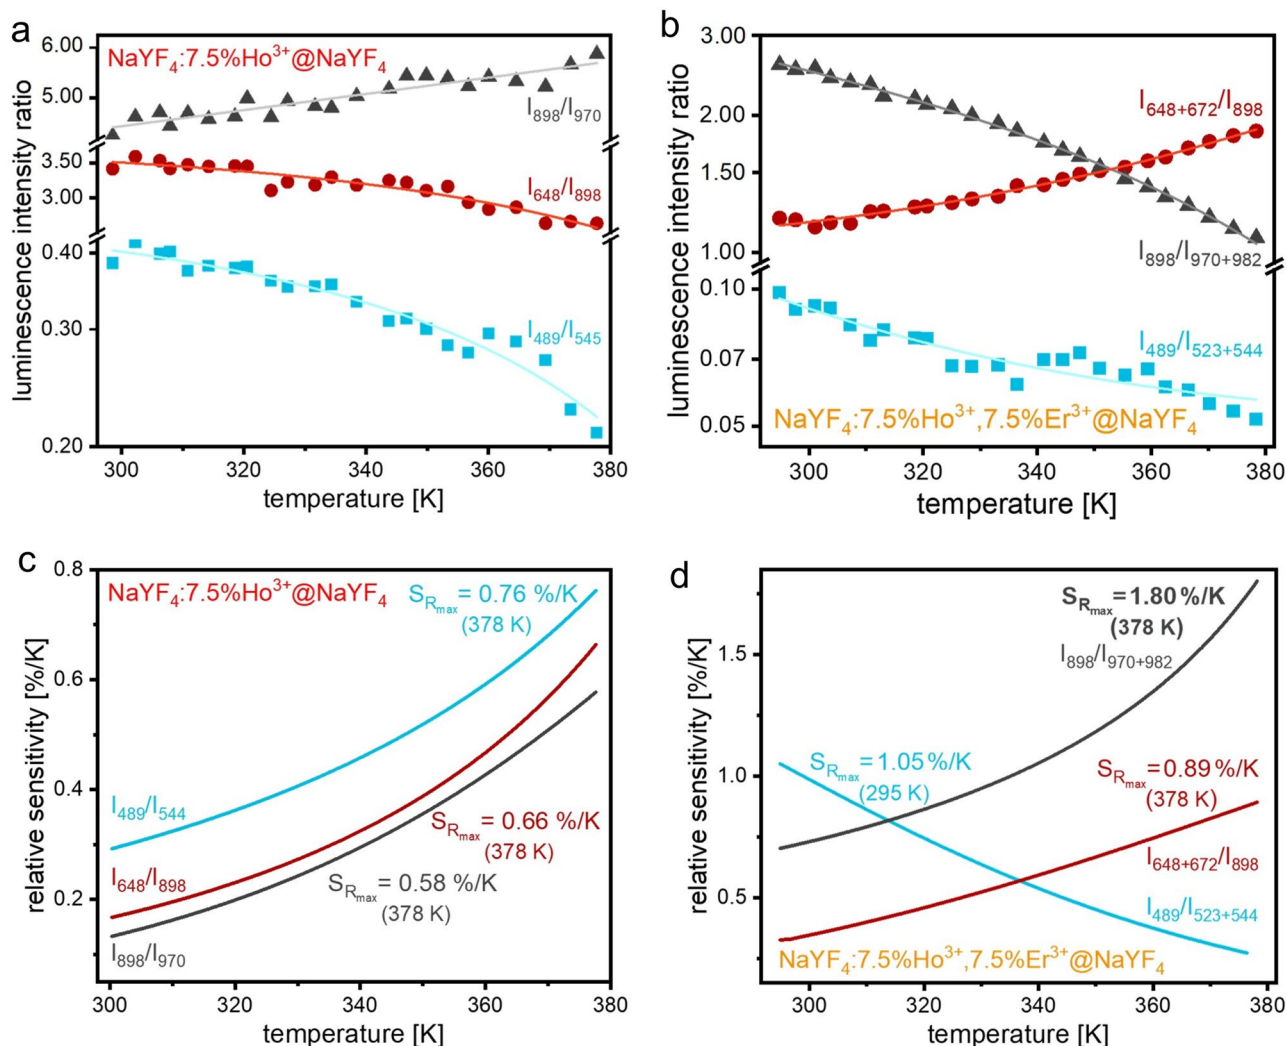 a
NaYF4:7.5%Ho3+@NaYF4
luminescence intensity ratio
6.00
5.00
3.50
3.00
0.40
0.30
0.20
I898/I970
I648/I898
I489/I545
300
320
340
360
380
temperature [K]
b
luminescence intensity ratio
3.00
2.00
1.50
1.00
0.10
0.07
0.05
I648+672/I898
I898/I970+982
I489/I523+544
NaYF4:7.5%Ho3+,7.5%Er3+@NaYF4
300
320
340
360
380
temperature [K]
c
NaYF4:7.5%Ho3+@NaYF4
relative sensitivity [%/K]
0.8
0.6
0.4
0.2
SRmax= 0.76 %/K
(378 K)
I489/I544
SRmax= 0.66 %/K
(378 K)
I648/I898
SRmax= 0.58 %/K
(378 K)
I898/I970
300
320
340
360
380
temperature [K]
d
relative sensitivity [%/K]
1.5
1.0
0.5
SRmax=1.80%/K
(378 K)
I898/I970+982
SRmax=1.05%/K
(295 K)
SRmax=0.89%/K
(378 K)
I648+672/I898
I489/I523+544
NaYF4:7.5%Ho3+,7.5%Er3+@NaYF4
300
320
340
360
380
temperature [K]